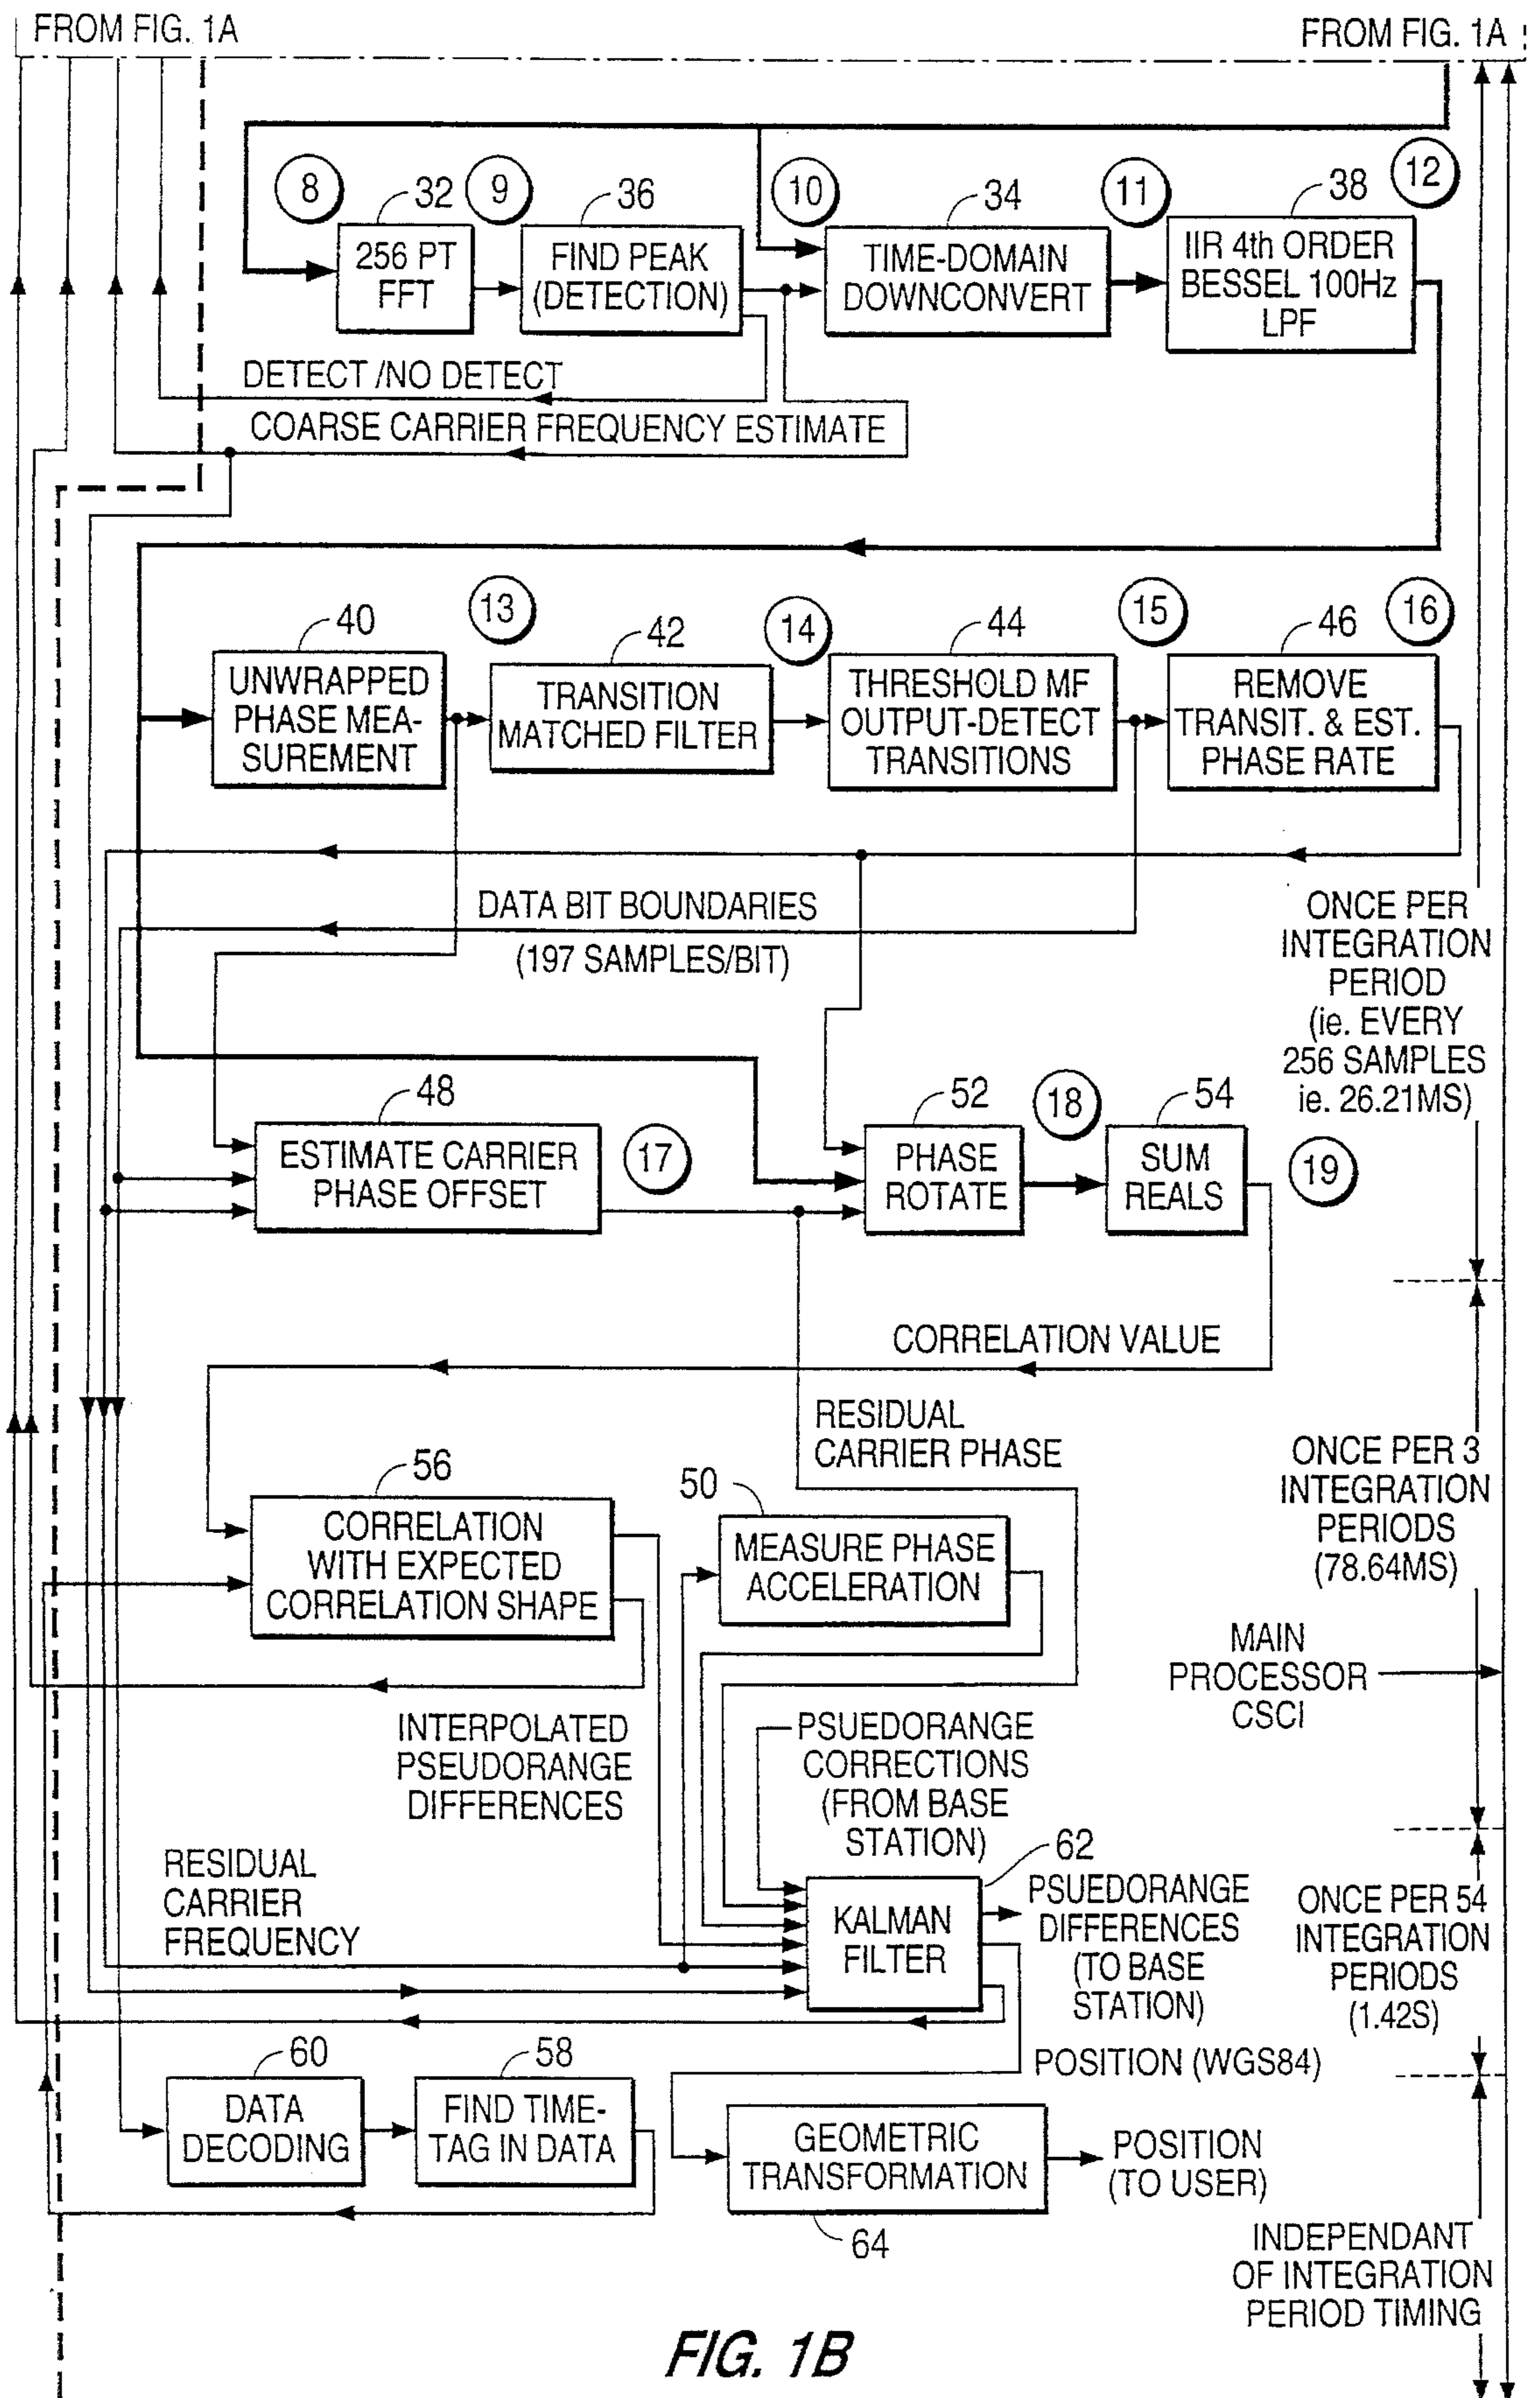 FROM FIG. 1A
FROM FIG. 1A
8
32
9
36
10
34
11
38
12
256 PT
FFT
FIND PEAK
(DETECTION)
TIME-DOMAIN
DOWNCONVERT
IIR 4th ORDER
BESSEL 100Hz
LPF
DETECT /NO DETECT
COARSE CARRIER FREQUENCY ESTIMATE
40
13
42
14
44
15
46
16
UNWRAPPED
PHASE MEA-
SUREMENT
TRANSITION
MATCHED FILTER
THRESHOLD MF
OUTPUT-DETECT
TRANSITIONS
REMOVE
TRANSIT. & EST.
PHASE RATE
DATA BIT BOUNDARIES
(197 SAMPLES/BIT)
ONCE PER
INTEGRATION
PERIOD
(ie. EVERY
256 SAMPLES
ie. 26.21MS)
48
17
52
18
54
19
ESTIMATE CARRIER
PHASE OFFSET
PHASE
ROTATE
SUM
REALS
CORRELATION VALUE
RESIDUAL
CARRIER PHASE
56
50
CORRELATION
WITH EXPECTED
CORRELATION SHAPE
MEASURE PHASE
ACCELERATION
ONCE PER 3
INTEGRATION
PERIODS
(78.64MS)
MAIN
PROCESSOR
CSCI
INTERPOLATED
PSEUDORANGE
DIFFERENCES
PSUEDORANGE
CORRECTIONS
(FROM BASE
STATION)
62
RESIDUAL
CARRIER
FREQUENCY
KALMAN
FILTER
PSUEDORANGE
DIFFERENCES
(TO BASE
STATION)
ONCE PER 54
INTEGRATION
PERIODS
(1.42S)
POSITION (WGS84)
60
58
DATA
DECODING
FIND TIME-
TAG IN DATA
GEOMETRIC
TRANSFORMATION
64
POSITION
(TO USER)
INDEPENDANT
OF INTEGRATION
PERIOD TIMING
FIG. 1B